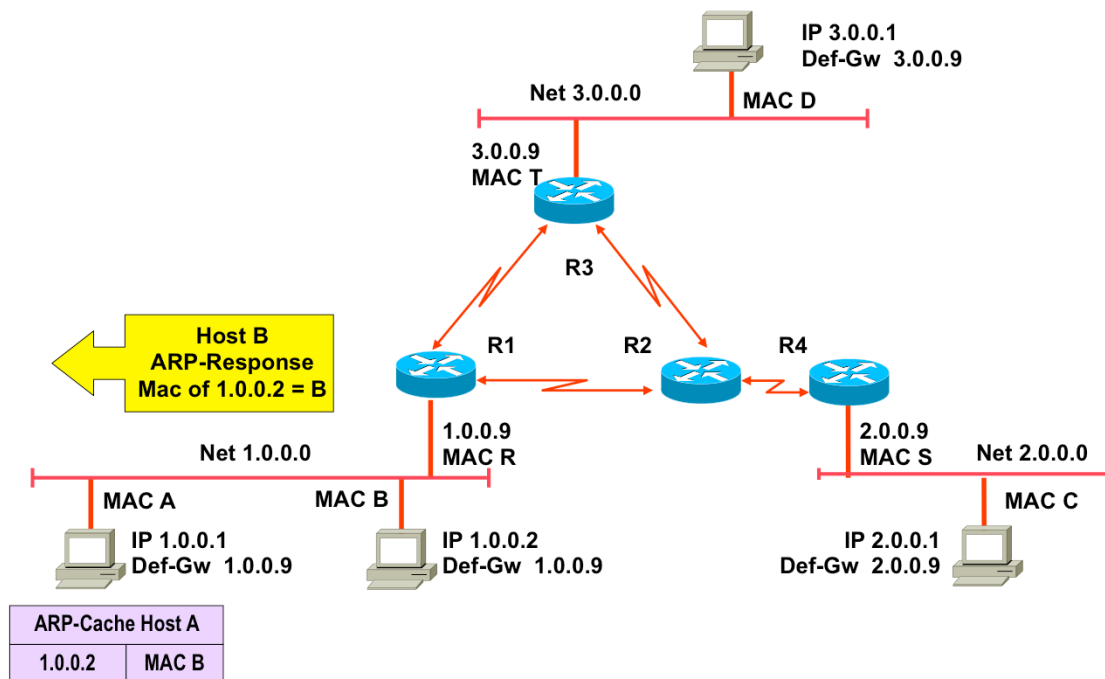 IP 3.0.0.1
Def-Gw 3.0.0.9
Net 3.0.0.0
MAC D
3.0.0.9
MAC T
R3
Host B
ARP-Response
Mac of 1.0.0.2 = B
R1
R2
R4
1.0.0.9
MAC R
2.0.0.9
MAC S
Net 1.0.0.0
Net 2.0.0.0
MAC A
MAC B
MAC C
IP 1.0.0.1
Def-Gw 1.0.0.9
IP 1.0.0.2
Def-Gw 1.0.0.9
IP 2.0.0.1
Def-Gw 2.0.0.9
ARP-Cache Host A
1.0.0.2 MAC B